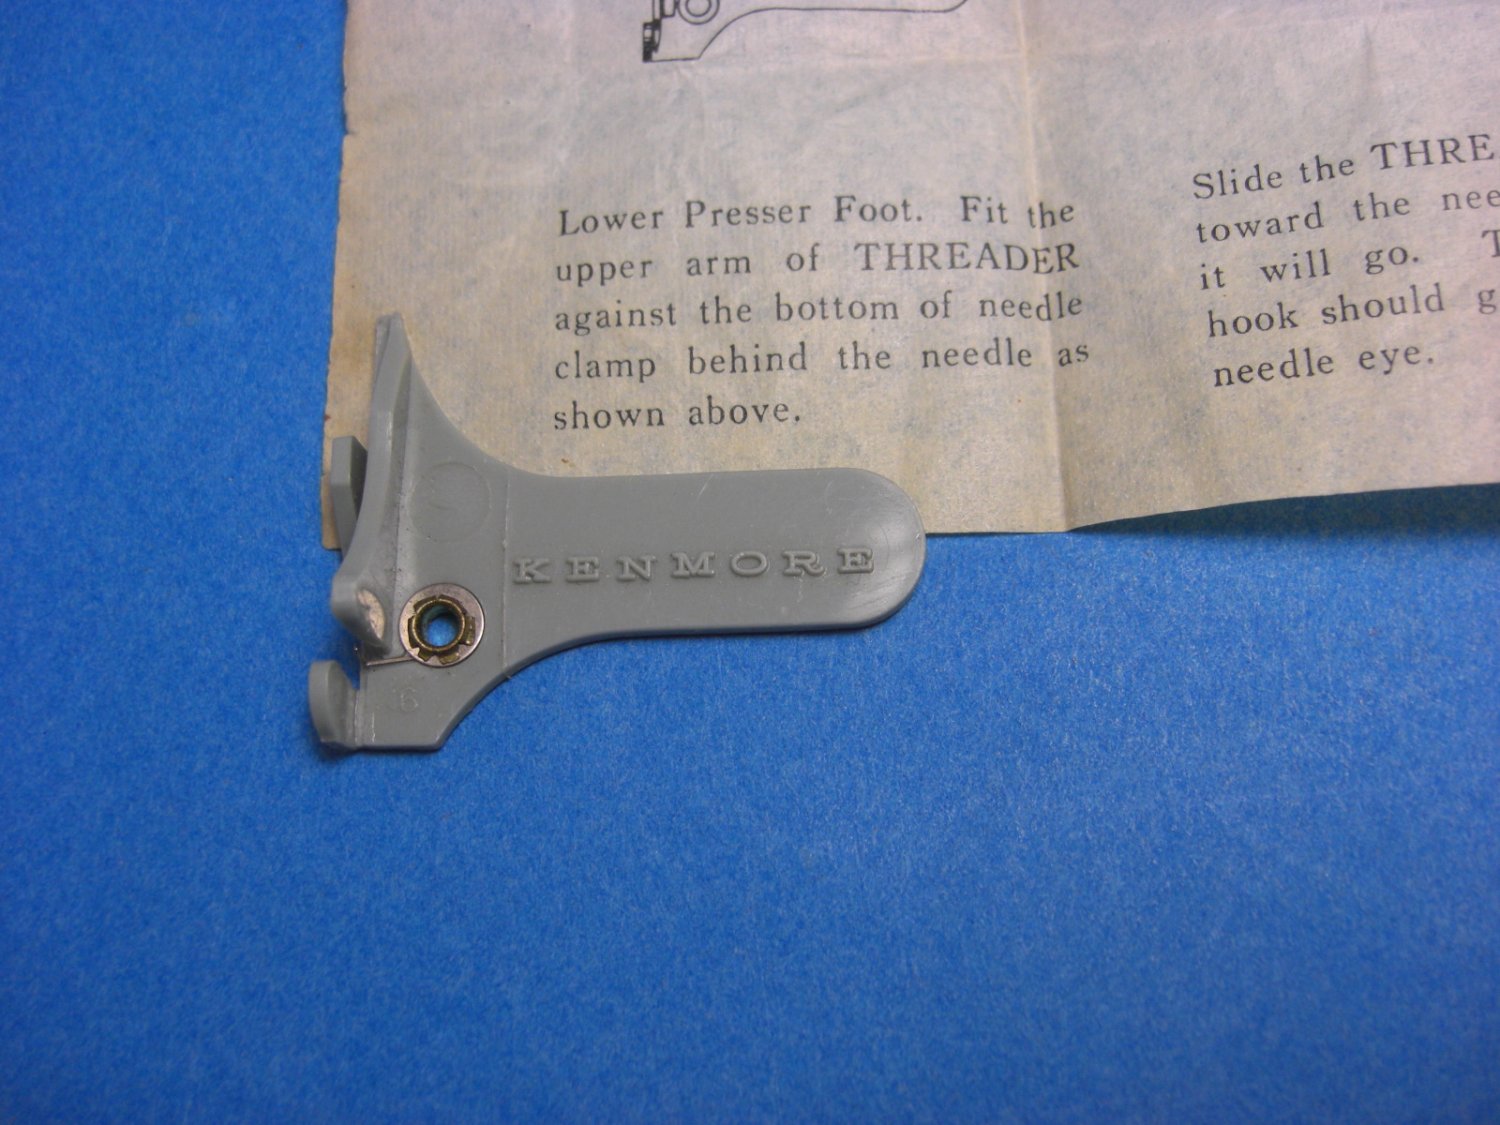 Lower Presser Foot. Fit the
upper arm of THREADER
against the bottom of needle
clamp behind the needle as
shown above.
Slide the THRE
toward the nee
it will go. T
hook should g
needle eye.
KENMORE
6